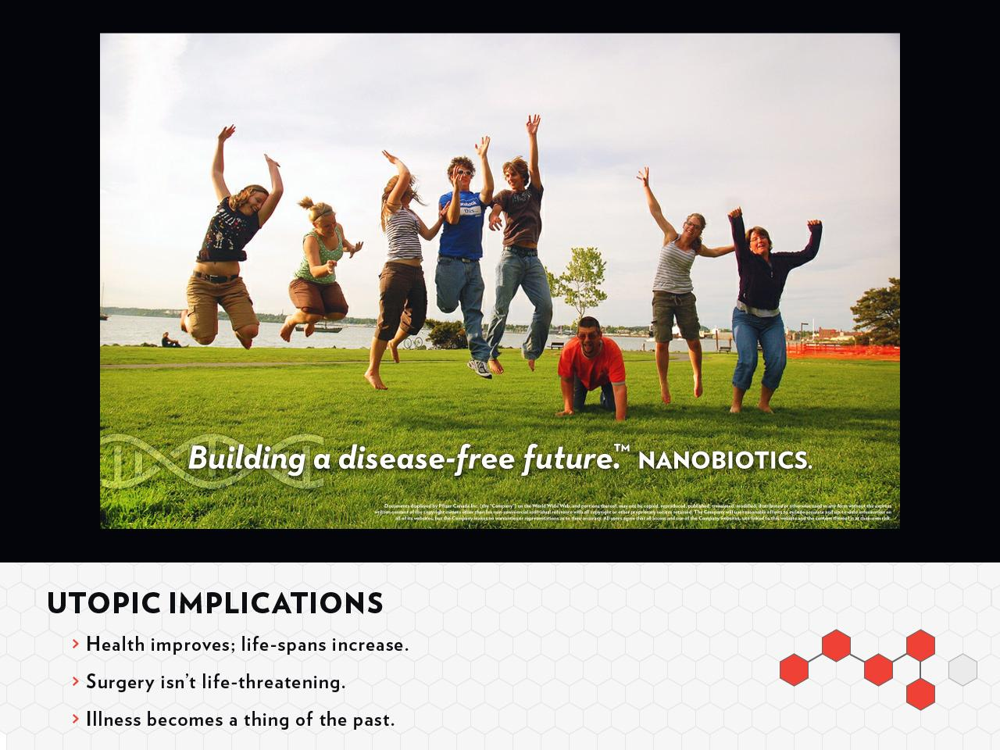 this...
Building a disease-free future.™ NANOBIOTICS.
Documents displayed by Pfizer Canada Inc. (the "Company") on the World Wide Web, and portions thereof, may not be copied, reproduced, published, translated, modified, distributed or otherwise used in any form without the express
written consent of the copyright owners other than for non-commercial individual reference with all copyright or other proprietary notices retained. The Company will use reasonable efforts to include accurate and up-to-date information on
all of its websites, but the Company makes no warranties or representations as to their accuracy. All users agree that all access and use of the Company websites, site linked to this website and the content thereof is at their own risk.
UTOPIC IMPLICATIONS
> Health improves; life-spans increase.
> Surgery isn’t life-threatening.
> Illness becomes a thing of the past.